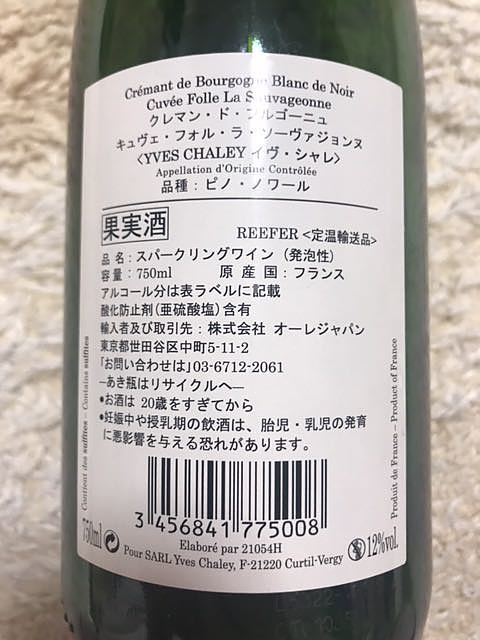 Crémant de Bourgogne Blanc de Noir
Cuvée Folle La Sauvageonne
クレマン・ド・ブルゴーニュ
キュヴェ・フォル・ラ・ソーヴァジョンヌ
〈YVES CHALEY イヴ・シャレ〉
Appellation d'Origine Contrôlée
品種：ピノ・ノワール
果実酒
REEFER <定温輸送品>
品名：スパークリングワイン（発泡性）
容量：750ml 原産国：フランス
アルコール分は表ラベルに記載
酸化防止剤(亜硫酸塩)含有
輸入者及び取引先：株式会社 オーレジャパン
東京都世田谷区中町5-11-2
「お問い合わせは」03-6712-2061
—あき瓶はリサイクルへ—
●お酒は 20歳をすぎてから
●妊娠中や授乳期の飲酒は、胎児・乳児の発育
に悪影響を与える恐れがあります。
3 456841 775008
Elaboré par 21054H
Pour SARL Yves Chaley, F-21220 Curtil-Vergy
750ml
12%vol.
Contient des sulfites – Contains sulfites
Produit de France – Product of France